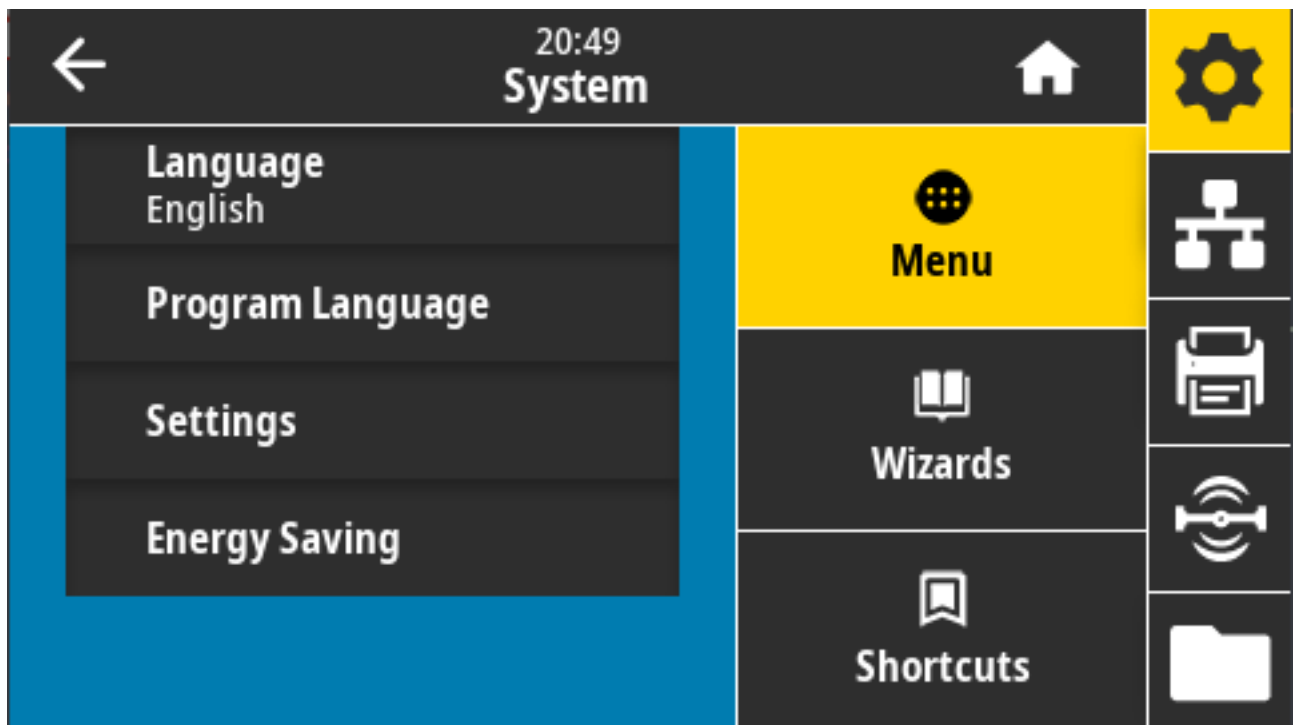 20:49
System
Language
English
Program Language
Settings
Energy Saving
Menu
Wizards
Shortcuts